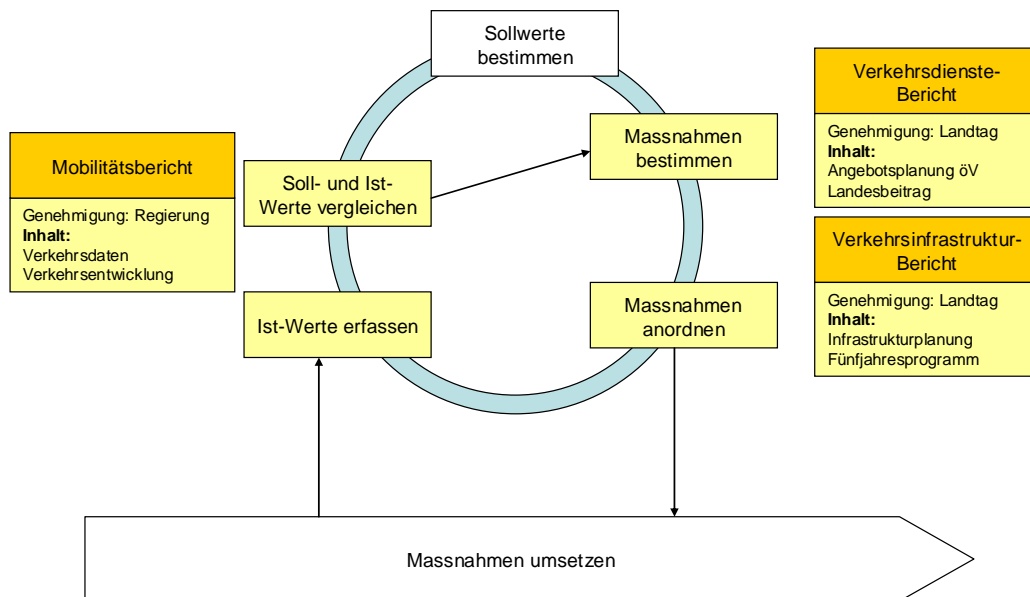 Sollwerte
bestimmen
Mobilitätsbericht
Genehmigung: Regierung
Inhalt:
Verkehrsdaten
Verkehrsentwicklung
Soll- und Ist-
Werte vergleichen
Ist-Werte erfassen
Massnahmen
bestimmen
Massnahmen
anordnen
Verkehrsdienste-
Bericht
Genehmigung: Landtag
Inhalt:
Angebotsplanung öV
Landesbeitrag
Verkehrsinfrastruktur-
Bericht
Genehmigung: Landtag
Inhalt:
Infrastrukturplanung
Fünfjahresprogramm
Massnahmen umsetzen